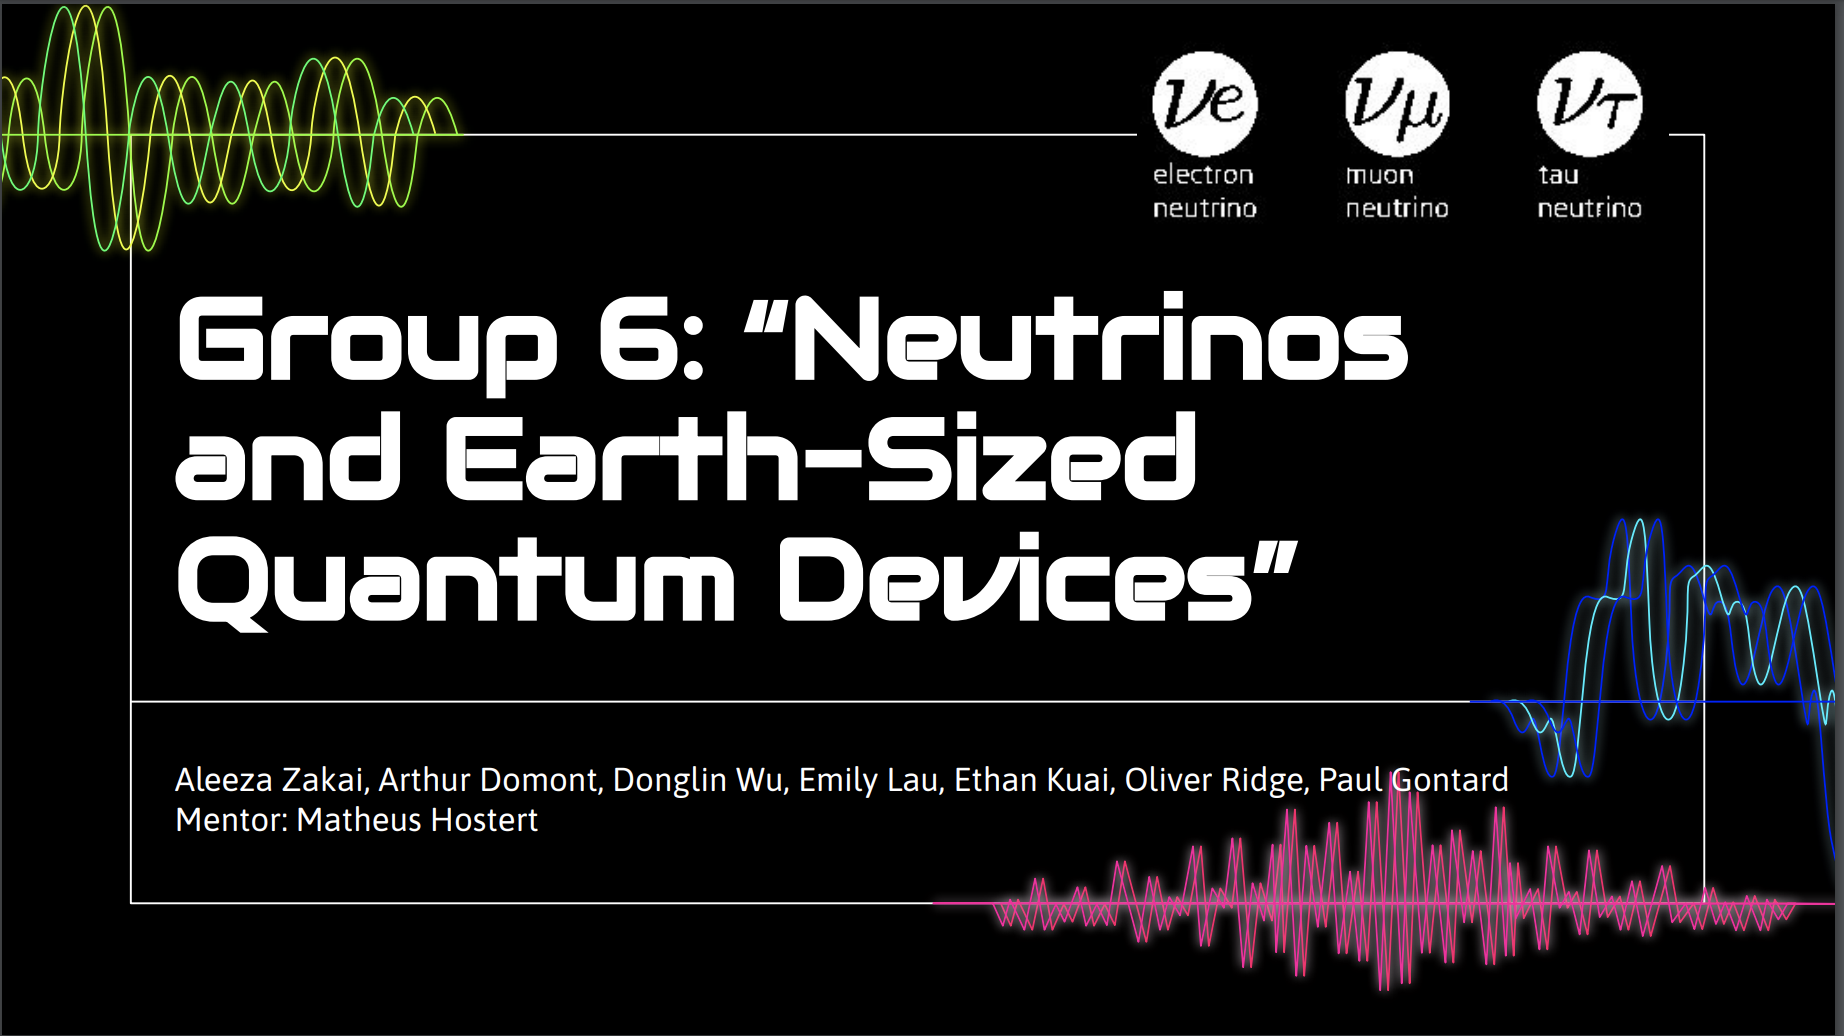 νe νμ ντ
electron muon tau
neutrino neutrino neutrino
Group 6: “Neutrinos
and Earth-Sized
Quantum Devices”
Aleeza Zakai, Arthur Domont, Donglin Wu, Emily Lau, Ethan Kuai, Oliver Ridge, Paul Gontard
Mentor: Matheus Hostert